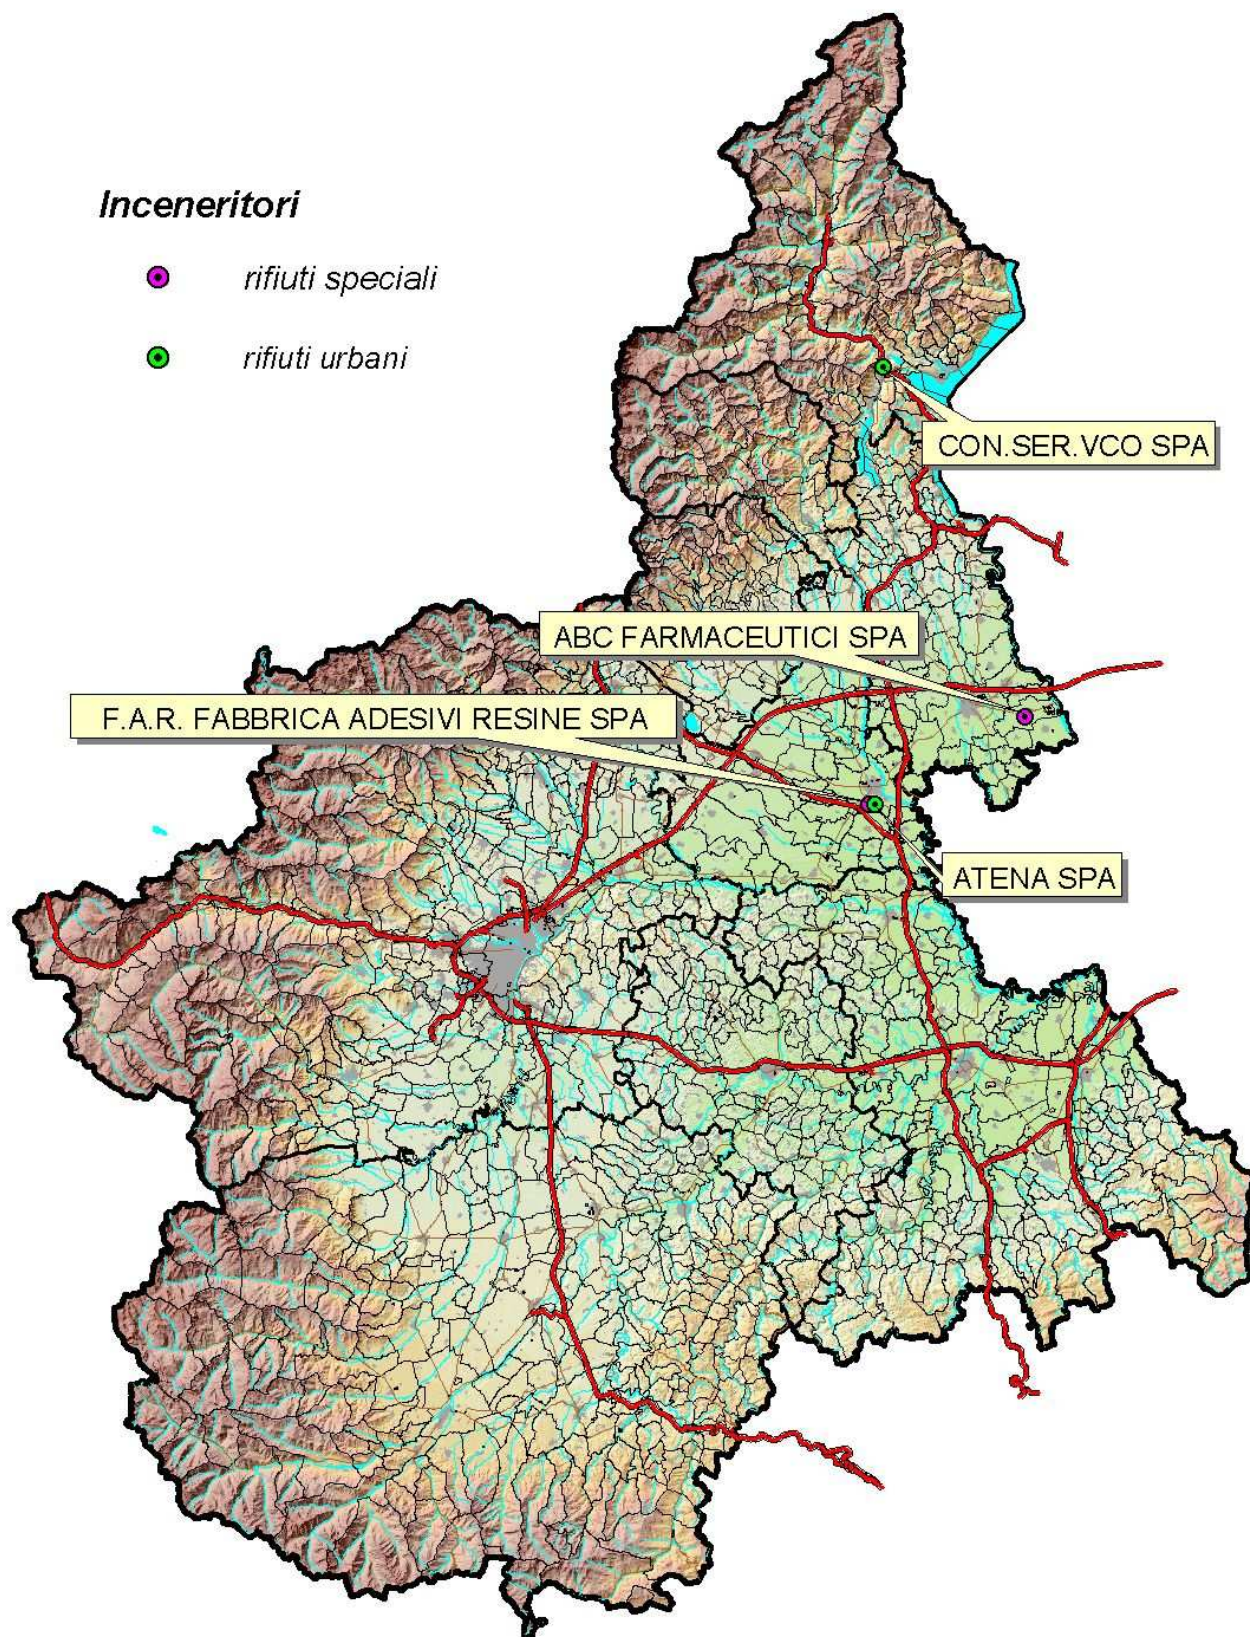 Inceneritori
rifiuti speciali
rifiuti urbani
CON.SER.VCO SPA
ABC FARMACEUTICI SPA
F.A.R. FABBRICA ADESIVI RESINE SPA
ATENA SPA